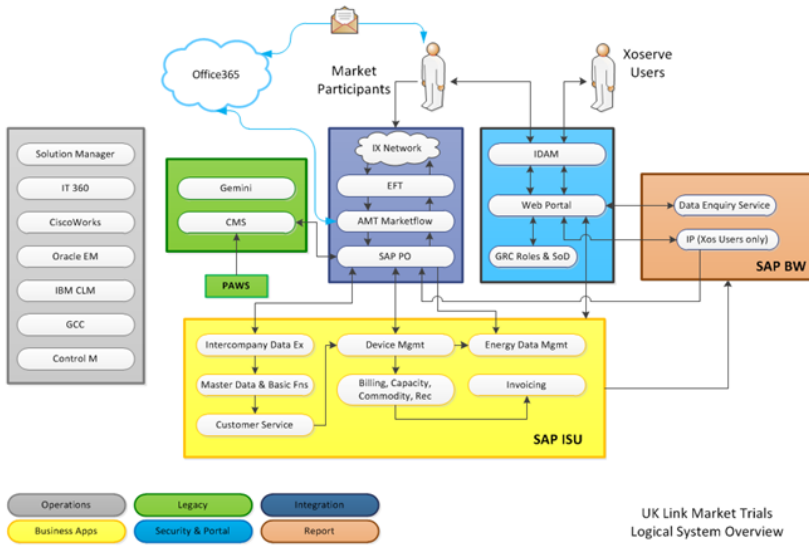 Office365
Market
Participants
Xoserve
Users
Solution Manager
IT 360
CiscoWorks
Oracle EM
IBM CLM
GCC
Control M
Gemini
CMS
PAWS
IX Network
EFT
AMT Marketflow
SAP PO
IDAM
Web Portal
GRC Roles & SoD
Data Enquiry Service
IP (Xos Users only)
SAP BW
Intercompany Data Ex
Device Mgmt
Energy Data Mgmt
Master Data & Basic Fns
Billing, Capacity,
Commodity, Rec
Invoicing
Customer Service
SAP ISU
Operations
Legacy
Integration
Business Apps
Security & Portal
Report
UK Link Market Trials
Logical System Overview